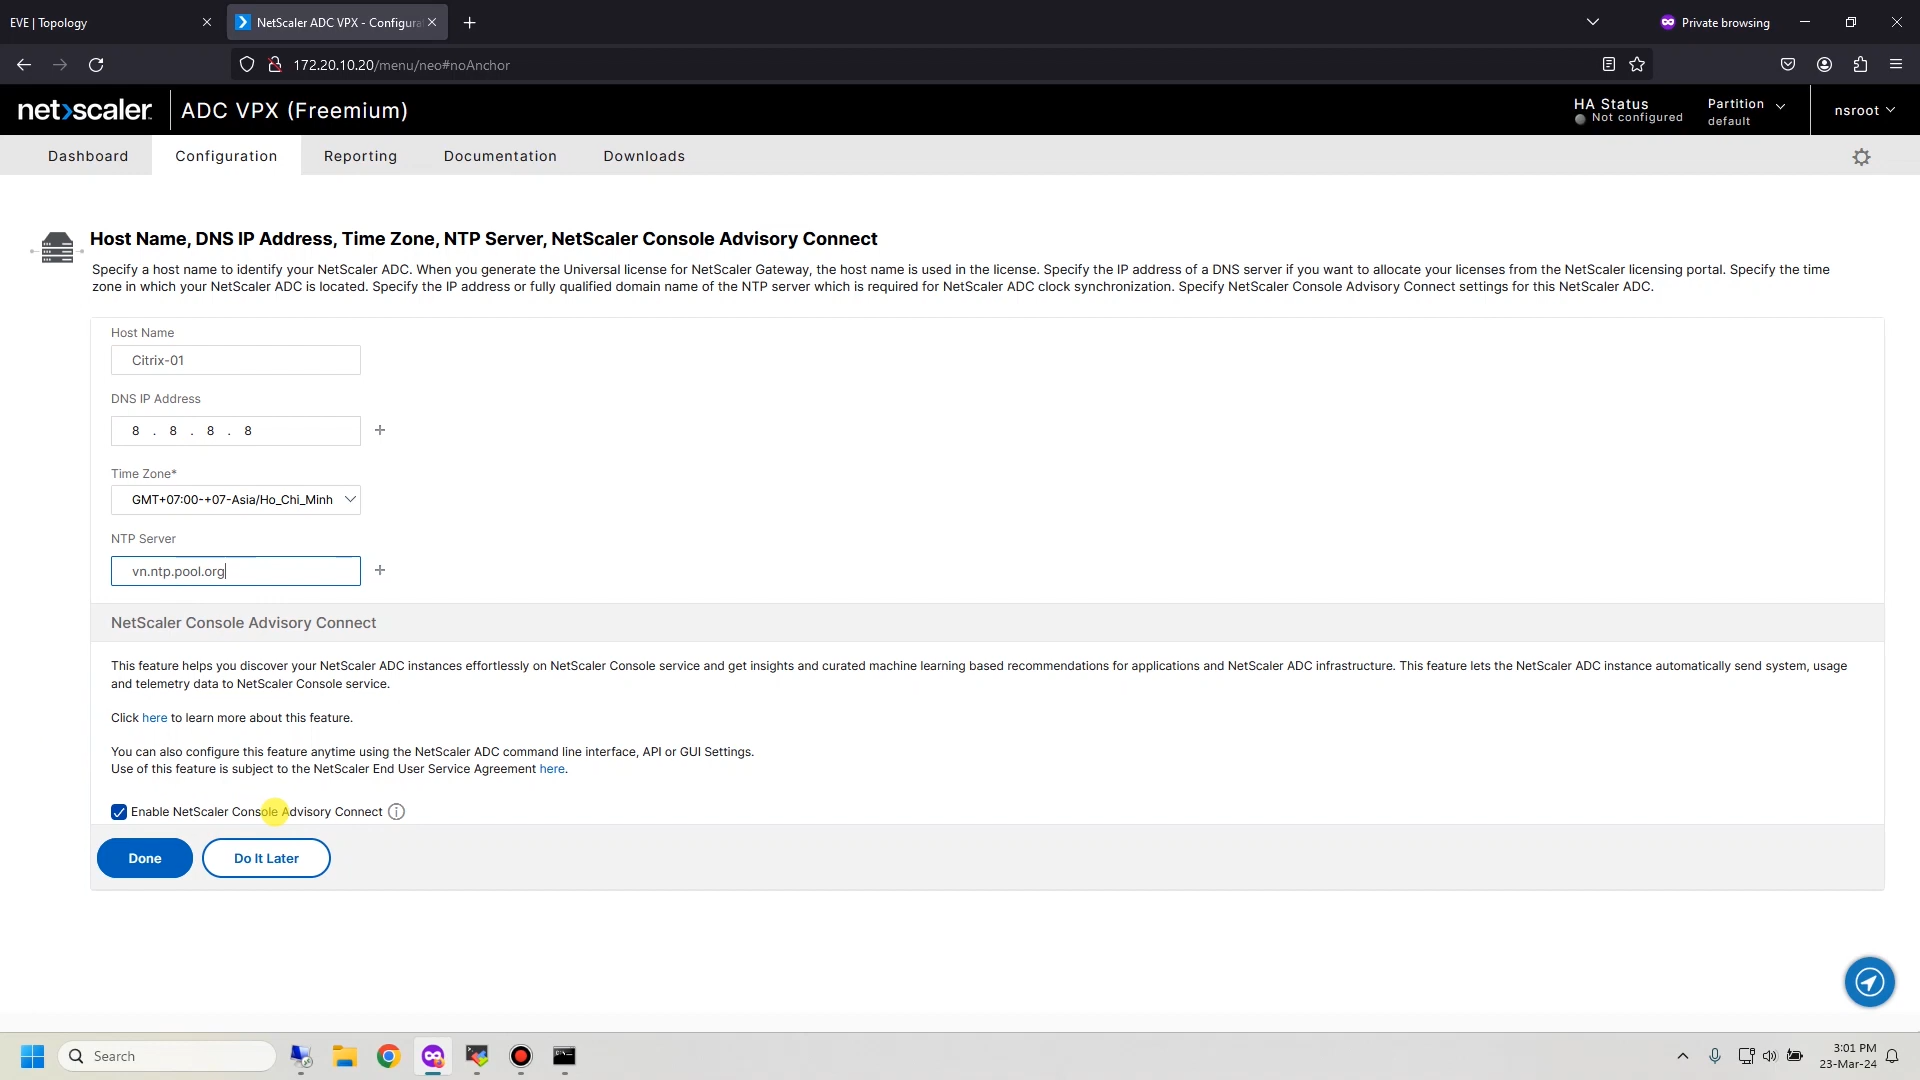 EVE | Topology
NetScaler ADC VPX - Configura
Private browsing
172.20.10.20/menu/neo#noAnchor
net>scaler
ADC VPX (Freemium)
HA Status
Not configured
Partition
default
nsroot
Dashboard
Configuration
Reporting
Documentation
Downloads
Host Name, DNS IP Address, Time Zone, NTP Server, NetScaler Console Advisory Connect
Specify a host name to identify your NetScaler ADC. When you generate the Universal license for NetScaler Gateway, the host name is used in the license. Specify the IP address of a DNS server if you want to allocate your licenses from the NetScaler licensing portal. Specify the time
zone in which your NetScaler ADC is located. Specify the IP address or fully qualified domain name of the NTP server which is required for NetScaler ADC clock synchronization. Specify NetScaler Console Advisory Connect settings for this NetScaler ADC.
Host Name
Citrix-01
DNS IP Address
8 . 8 . 8 . 8
Time Zone*
GMT+07:00-+07-Asia/Ho_Chi_Minh
NTP Server
vn.ntp.pool.org
NetScaler Console Advisory Connect
This feature helps you discover your NetScaler ADC instances effortlessly on NetScaler Console service and get insights and curated machine learning based recommendations for applications and NetScaler ADC infrastructure. This feature lets the NetScaler ADC instance automatically send system, usage
and telemetry data to NetScaler Console service.
Click here to learn more about this feature.
You can also configure this feature anytime using the NetScaler ADC command line interface, API or GUI Settings.
Use of this feature is subject to the NetScaler End User Service Agreement here.
Enable NetScaler Console Advisory Connect
Done
Do It Later
Search
3:01 PM
23-Mar-24